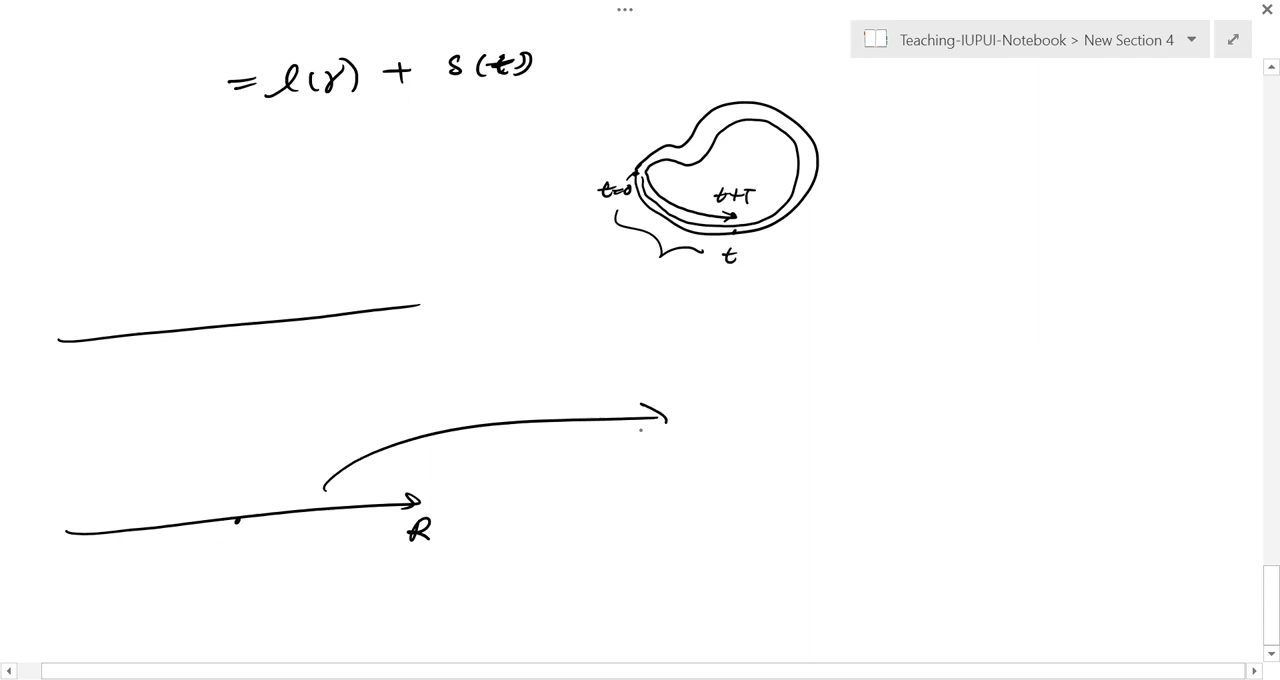 Teaching-IUPUI-Notebook > New Section 4
= l(γ) + s(t)
t=0
t+T
t
R